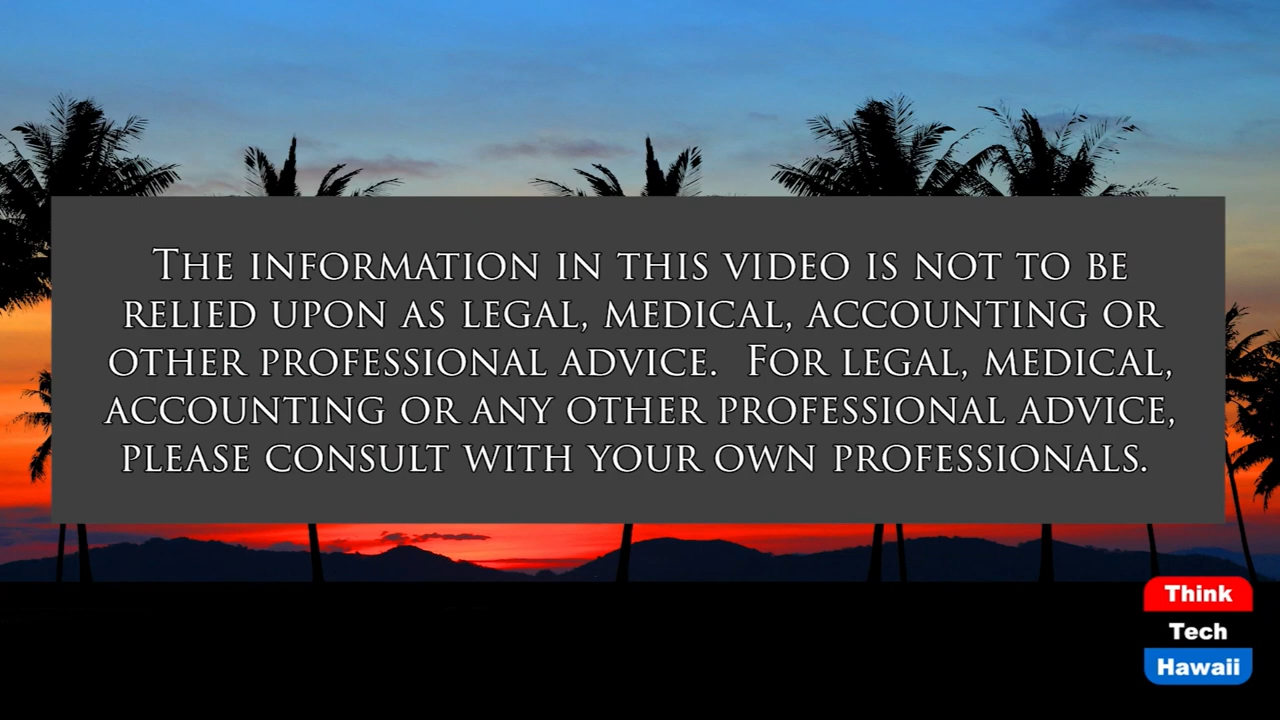 The information in this video is not to be
relied upon as legal, medical, accounting or
other professional advice.  For legal, medical,
accounting or any other professional advice,
please consult with your own professionals.
Think
Tech
Hawaii